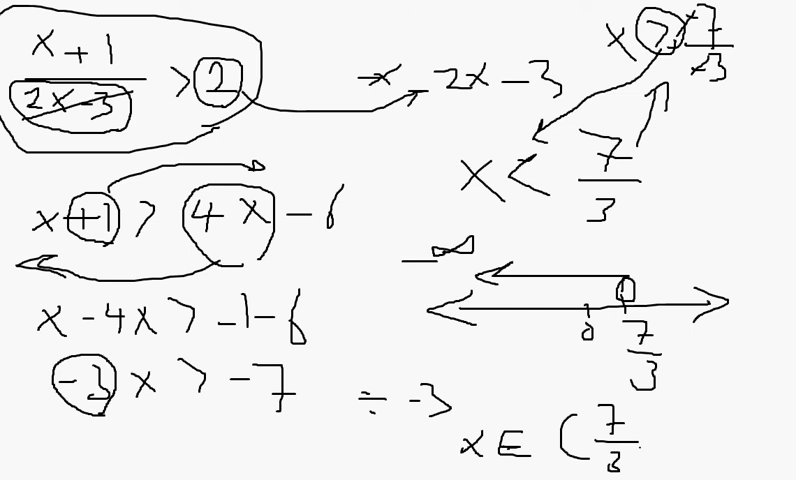 x + 1 / 2x - 3 > 2
x 2x - 3
x + 1 > 4x - 6
x - 4x > -1 - 6
-3x > -7 ÷ -3
x > -7 / -3
x < 7 / 3
-∞
0 7 / 3
x ∈ ( 7 / 3